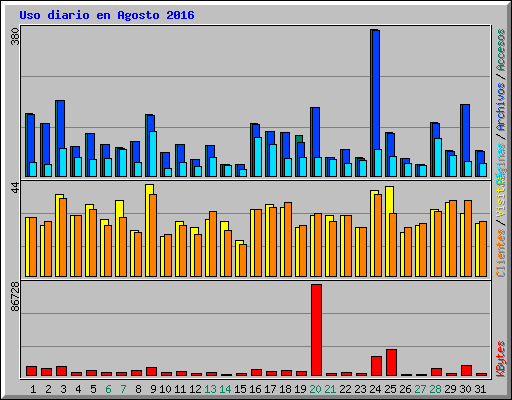 Uso diario en Agosto 2016
380
44
86728
Clientes / Visitas
Páginas / Archivos / Accesos
KBytes
1 2 3 4 5 6 7 8 9 10 11 12 13 14 15 16 17 18 19 20 21 22 23 24 25 26 27 28 29 30 31